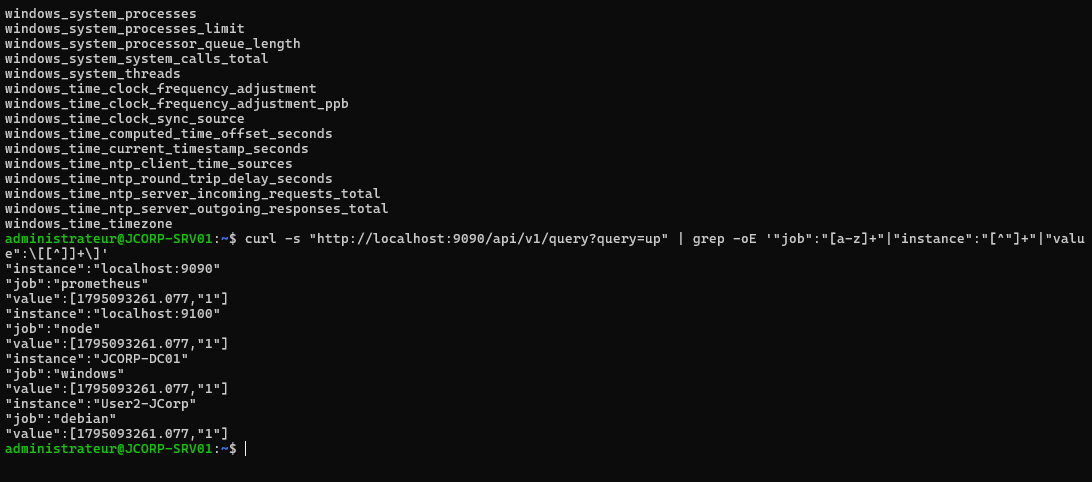 windows_system_processes
windows_system_processes_limit
windows_system_processor_queue_length
windows_system_system_calls_total
windows_system_threads
windows_time_clock_frequency_adjustment
windows_time_clock_frequency_adjustment_ppb
windows_time_clock_sync_source
windows_time_computed_time_offset_seconds
windows_time_current_timestamp_seconds
windows_time_ntp_client_time_sources
windows_time_ntp_round_trip_delay_seconds
windows_time_ntp_server_incoming_requests_total
windows_time_ntp_server_outgoing_responses_total
windows_time_timezone
administrateur@JCORP-SRV01:~$ curl -s "http://localhost:9090/api/v1/query?query=up" | grep -oE '"job":"[a-z]+"|"instance":"[^"]+"|"valu
e":\[[^]]+\]'
"instance":"localhost:9090"
"job":"prometheus"
"value":[1795093261.077,"1"]
"instance":"localhost:9100"
"job":"node"
"value":[1795093261.077,"1"]
"instance":"JCORP-DC01"
"job":"windows"
"value":[1795093261.077,"1"]
"instance":"User2-JCorp"
"job":"debian"
"value":[1795093261.077,"1"]
administrateur@JCORP-SRV01:~$